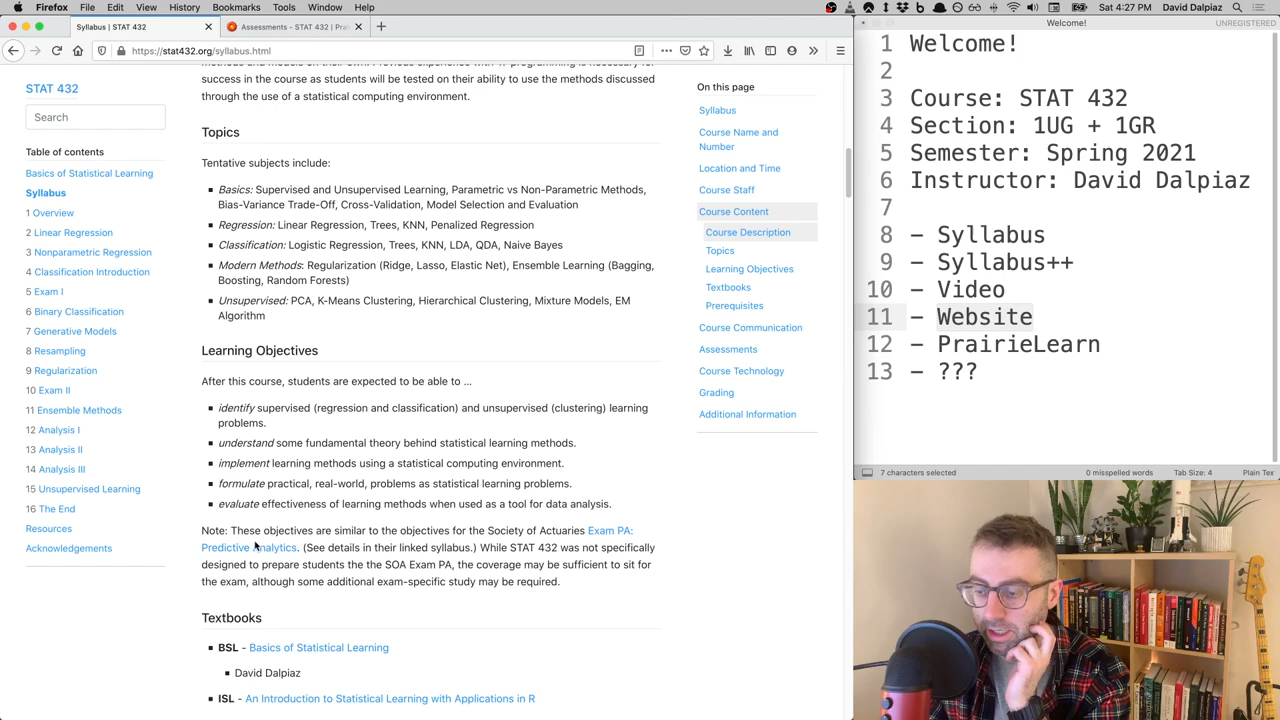 Firefox File Edit View History Bookmarks Tools Window Help
Sat 4:27 PM David Dalpiaz
Syllabus | STAT 432
Assessments - STAT 432 | Prai
https://stat432.org/syllabus.html
STAT 432
Search
Table of contents
Basics of Statistical Learning
Syllabus
1 Overview
2 Linear Regression
3 Nonparametric Regression
4 Classification Introduction
5 Exam I
6 Binary Classification
7 Generative Models
8 Resampling
9 Regularization
10 Exam II
11 Ensemble Methods
12 Analysis I
13 Analysis II
14 Analysis III
15 Unsupervised Learning
16 The End
Resources
Acknowledgements
success in the course as students will be tested on their ability to use the methods discussed
through the use of a statistical computing environment.
Topics
Tentative subjects include:
Basics: Supervised and Unsupervised Learning, Parametric vs Non-Parametric Methods,
Bias-Variance Trade-Off, Cross-Validation, Model Selection and Evaluation
Regression: Linear Regression, Trees, KNN, Penalized Regression
Classification: Logistic Regression, Trees, KNN, LDA, QDA, Naive Bayes
Modern Methods: Regularization (Ridge, Lasso, Elastic Net), Ensemble Learning (Bagging,
Boosting, Random Forests)
Unsupervised: PCA, K-Means Clustering, Hierarchical Clustering, Mixture Models, EM
Algorithm
Learning Objectives
After this course, students are expected to be able to ...
identify supervised (regression and classification) and unsupervised (clustering) learning
problems.
understand some fundamental theory behind statistical learning methods.
implement learning methods using a statistical computing environment.
formulate practical, real-world, problems as statistical learning problems.
evaluate effectiveness of learning methods when used as a tool for data analysis.
Note: These objectives are similar to the objectives for the Society of Actuaries Exam PA:
Predictive Analytics. (See details in their linked syllabus.) While STAT 432 was not specifically
designed to prepare students the the SOA Exam PA, the coverage may be sufficient to sit for
the exam, although some additional exam-specific study may be required.
Textbooks
BSL - Basics of Statistical Learning
David Dalpiaz
ISL - An Introduction to Statistical Learning with Applications in R
On this page
Syllabus
Course Name and
Number
Location and Time
Course Staff
Course Content
Course Description
Topics
Learning Objectives
Textbooks
Prerequisites
Course Communication
Assessments
Course Technology
Grading
Additional Information
Welcome! UNREGISTERED
1 Welcome!
2
3 Course: STAT 432
4 Section: 1UG + 1GR
5 Semester: Spring 2021
6 Instructor: David Dalpiaz
7
8 - Syllabus
9 - Syllabus++
10 - Video
11 - Website
12 - PrairieLearn
13 - ???
7 characters selected 0 misspelled words Tab Size: 4 Plain Tex